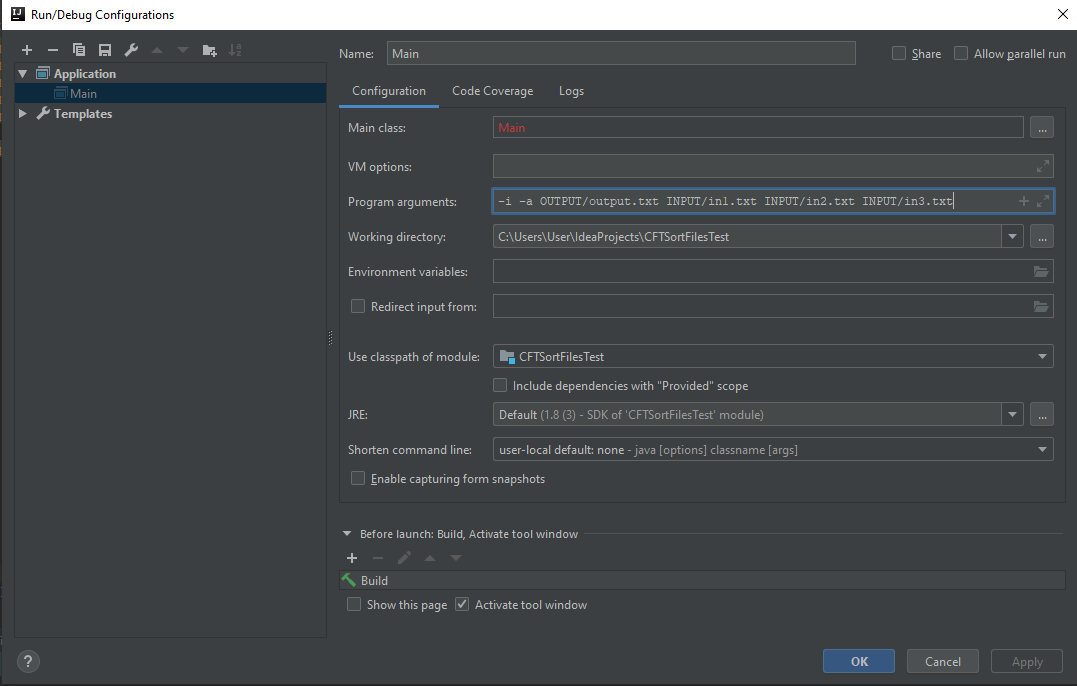 IJ Run/Debug Configurations
Application
Main
Templates
Name: Main
Share Allow parallel run
Configuration Code Coverage Logs
Main class: Main ...
VM options:
Program arguments: -i -a OUTPUT/output.txt INPUT/in1.txt INPUT/in2.txt INPUT/in3.txt
Working directory: C:\Users\User\IdeaProjects\CFTSortFilesTest ...
Environment variables:
Redirect input from:
Use classpath of module: CFTSortFilesTest
Include dependencies with "Provided" scope
JRE: Default (1.8 (3) - SDK of 'CFTSortFilesTest' module) ...
Shorten command line: user-local default: none - java [options] classname [args]
Enable capturing form snapshots
Before launch: Build, Activate tool window
Build
Show this page Activate tool window
? OK Cancel Apply